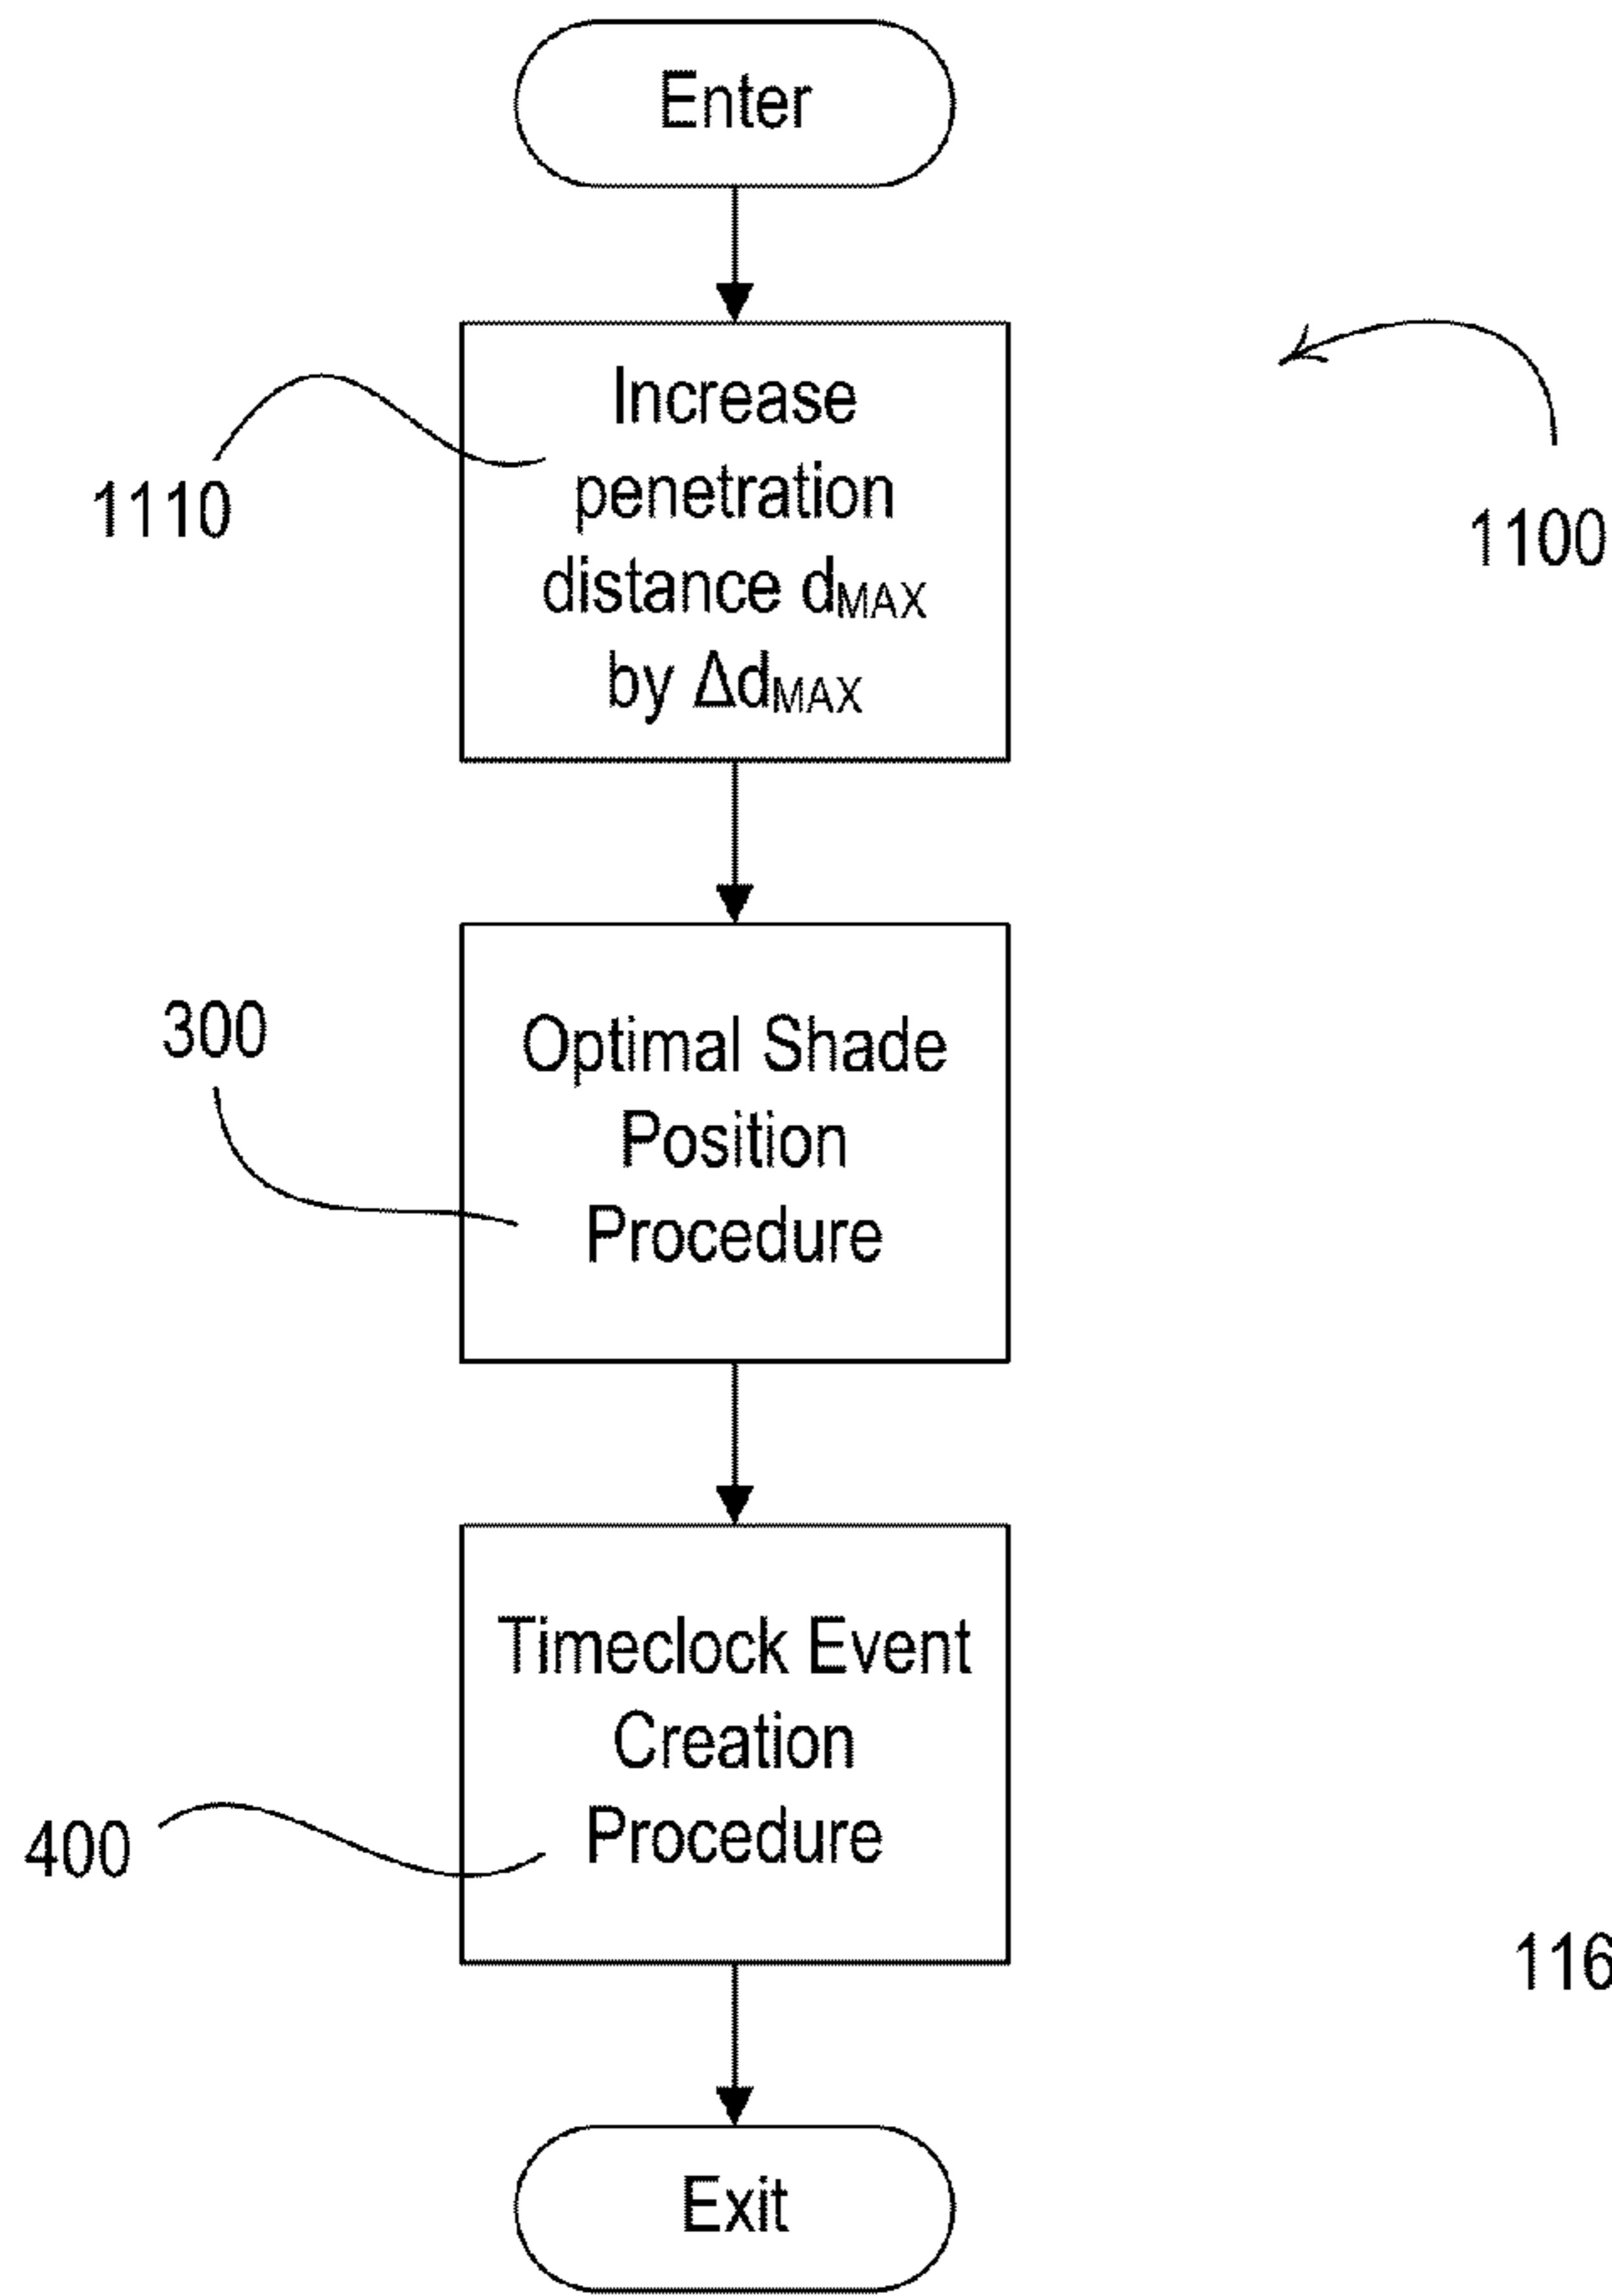 Enter
Increase
penetration
distance dMAX
by ΔdMAX
1110
1100
Optimal Shade
Position
Procedure
300
Timeclock Event
Creation
Procedure
400
116
Exit